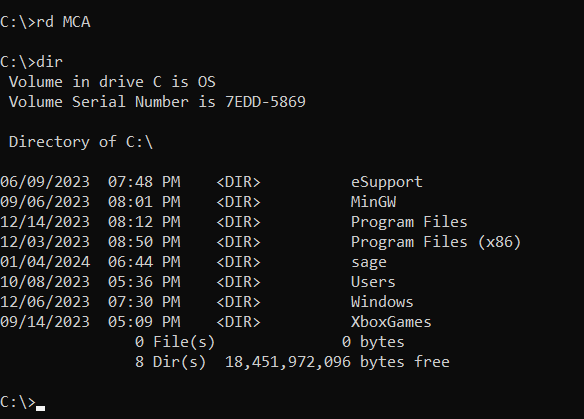 C:\>rd MCA
C:\>dir
 Volume in drive C is OS
 Volume Serial Number is 7EDD-5869
 Directory of C:\
06/09/2023  07:48 PM    <DIR>          eSupport
09/06/2023  08:01 PM    <DIR>          MinGW
12/14/2023  08:12 PM    <DIR>          Program Files
12/03/2023  08:50 PM    <DIR>          Program Files (x86)
01/04/2024  06:44 PM    <DIR>          sage
10/08/2023  05:36 PM    <DIR>          Users
12/06/2023  07:30 PM    <DIR>          Windows
09/14/2023  05:09 PM    <DIR>          XboxGames
               0 File(s)              0 bytes
               8 Dir(s)  18,451,972,096 bytes free
C:\>